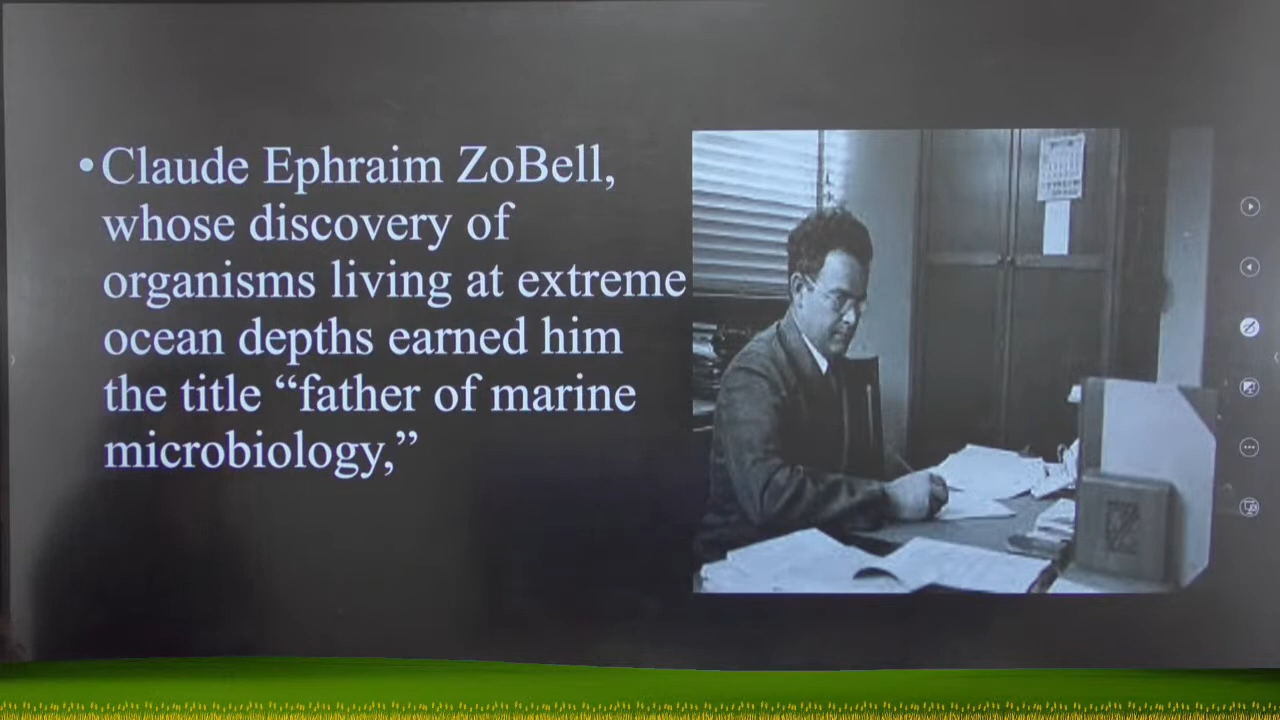 •Claude Ephraim ZoBell,
whose discovery of
organisms living at extreme
ocean depths earned him
the title “father of marine
microbiology,”